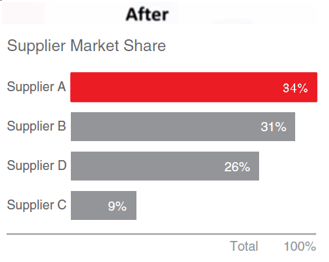 After
Supplier Market Share
Supplier A 34%
Supplier B 31%
Supplier D 26%
Supplier C 9%
Total 100%